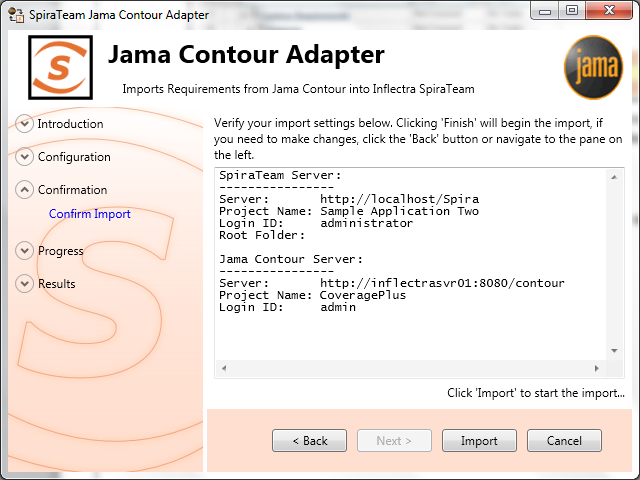 SpiraTeam Jama Contour Adapter
Jama Contour Adapter
Imports Requirements from Jama Contour into Inflectra SpiraTeam
S
jama
Introduction
Configuration
Confirmation
Confirm Import
Progress
Results
Verify your import settings below. Clicking 'Finish' will begin the import, if
you need to make changes, click the 'Back' button or navigate to the pane on
the left.
SpiraTeam Server:
----------------
Server:       http://localhost/Spira
Project Name: Sample Application Two
Login ID:     administrator
Root Folder:
Jama Contour Server:
----------------
Server:       http://inflectrasvr01:8080/contour
Project Name: CoveragePlus
Login ID:     admin
Click 'Import' to start the import...
< Back
Next >
Import
Cancel